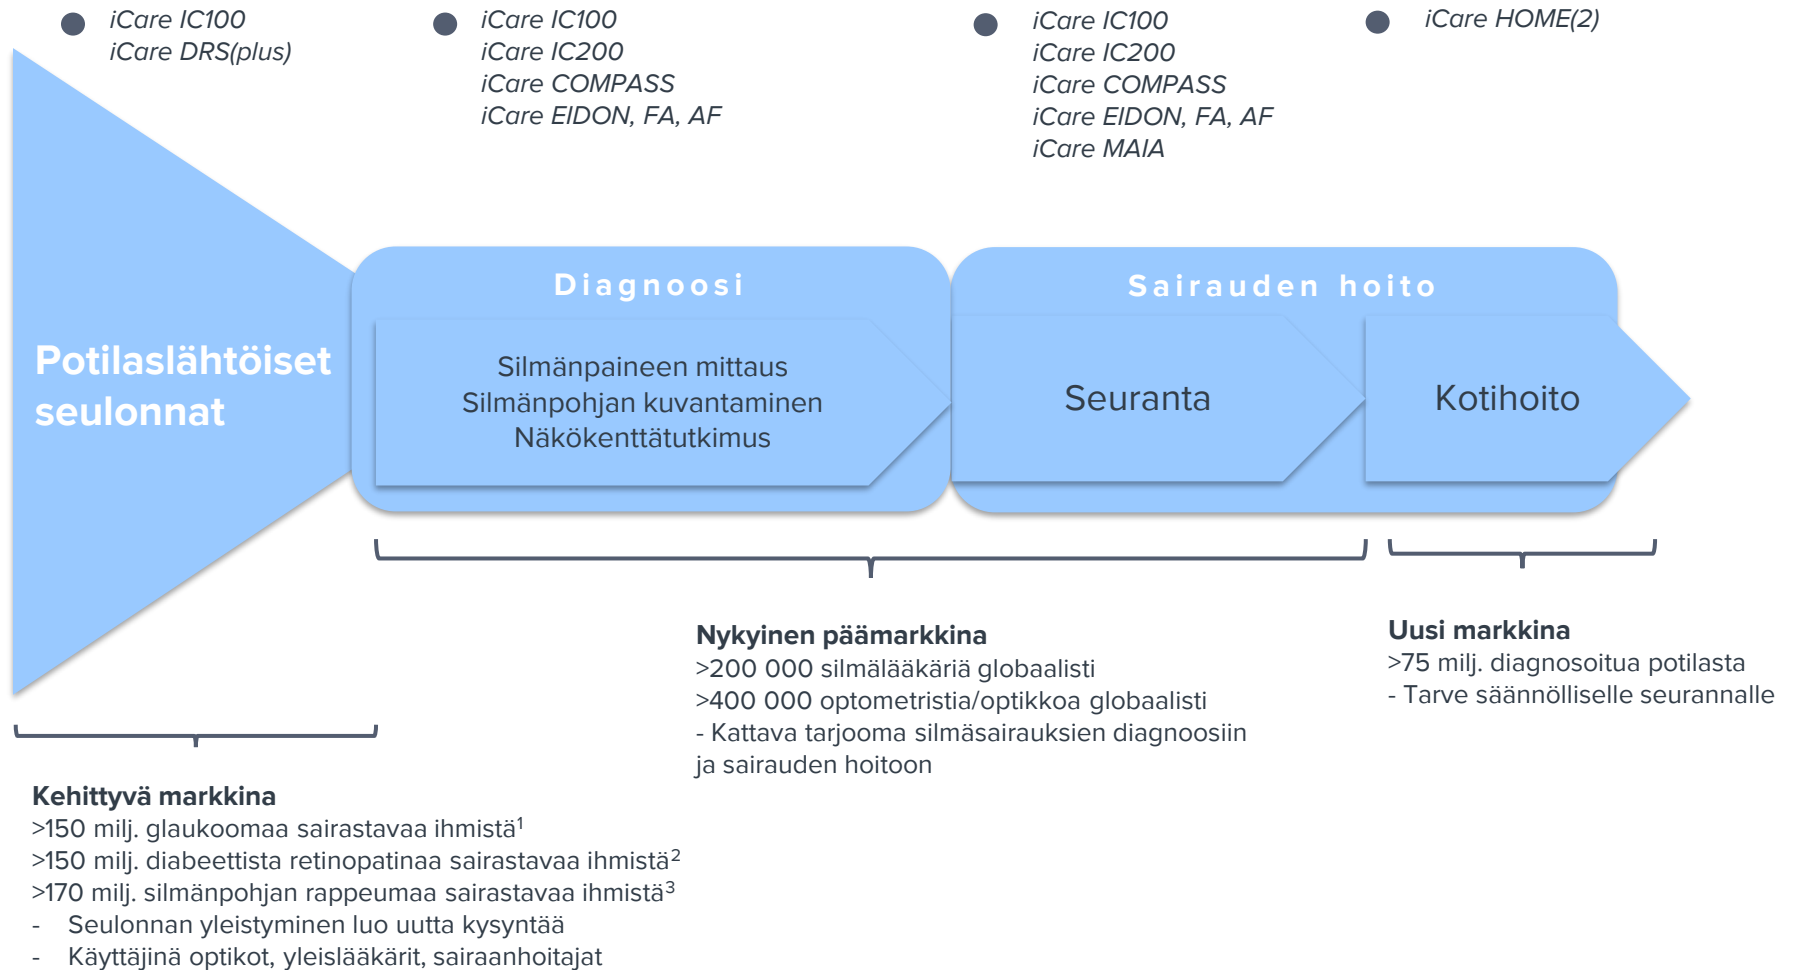 iCare IC100
iCare DRS(plus)
iCare IC100
iCare IC200
iCare COMPASS
iCare EIDON, FA, AF
iCare IC100
iCare IC200
iCare COMPASS
iCare EIDON, FA, AF
iCare MAIA
iCare HOME(2)
Potilaslähtöiset
seulonnat
Diagnoosi
Silmänpaineen mittaus
Silmänpohjan kuvantaminen
Näkökenttätutkimus
Sairauden hoito
Seuranta
Kotihoito
Nykyinen päämarkkina
>200 000 silmälääkäriä globaalisti
>400 000 optometristia/optikkoa globaalisti
- Kattava tarjooma silmäsairauksien diagnoosiin
ja sairauden hoitoon
Uusi markkina
>75 milj. diagnosoitua potilasta
- Tarve säännölliselle seurannalle
Kehittyvä markkina
>150 milj. glaukoomaa sairastavaa ihmistä¹
>150 milj. diabeettista retinopatinaa sairastavaa ihmistä²
>170 milj. silmänpohjan rappeumaa sairastavaa ihmistä³
- Seulonnan yleistyminen luo uutta kysyntää
- Käyttäjinä optikot, yleislääkärit, sairaanhoitajat